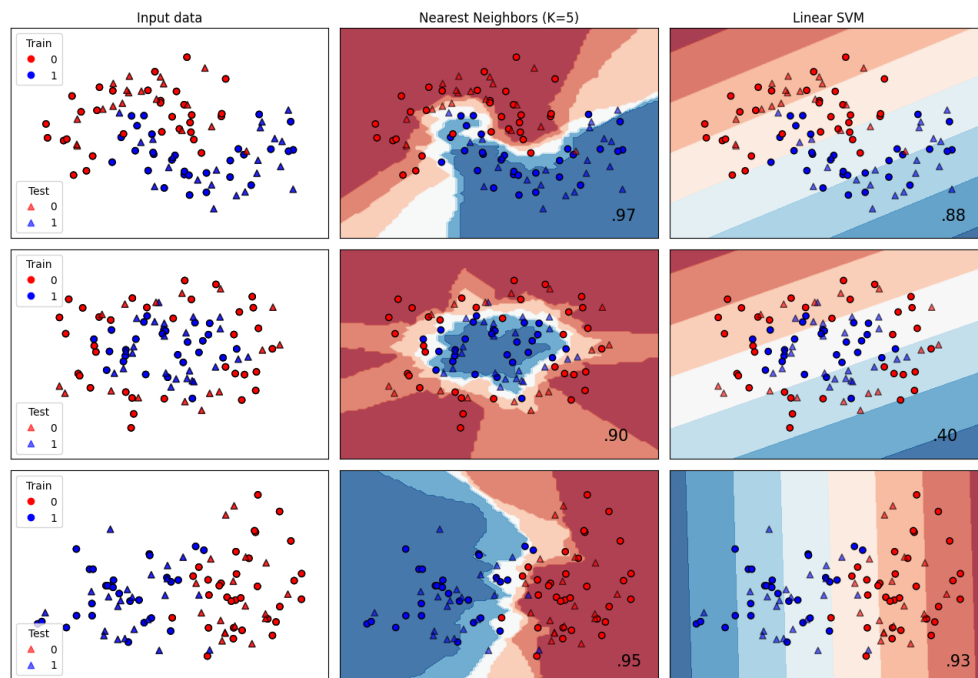 Input data
Nearest Neighbors (K=5)
Linear SVM
Train
0
1
Test
0
1
.97
.88
Train
0
1
Test
0
1
.90
.40
Train
0
1
Test
0
1
.95
.93